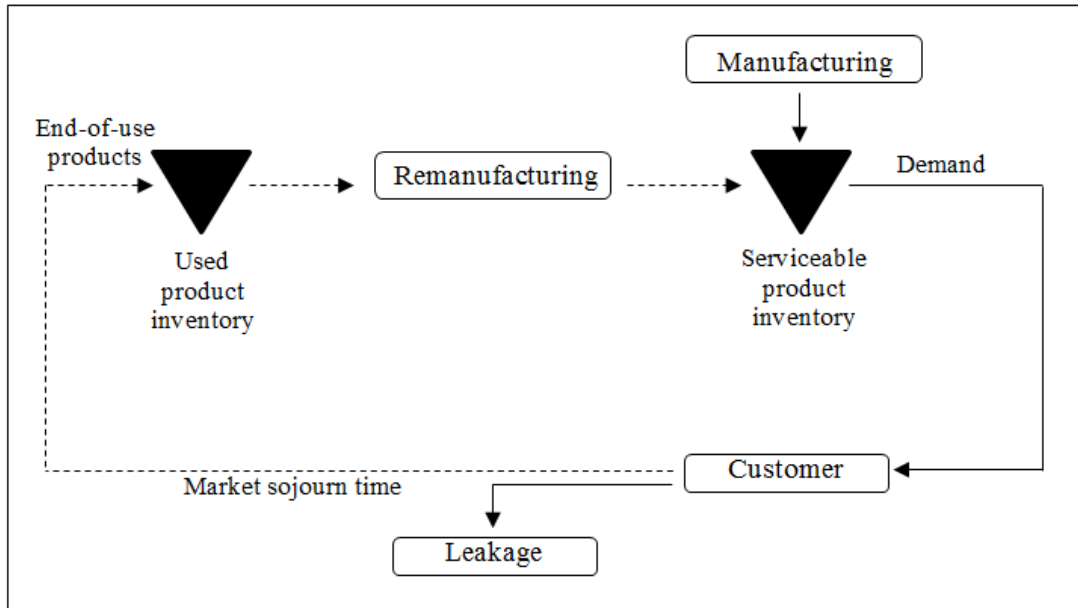 Manufacturing
End-of-use
products
Remanufacturing
Demand
Used
product
inventory
Serviceable
product
inventory
Customer
Market sojourn time
Leakage